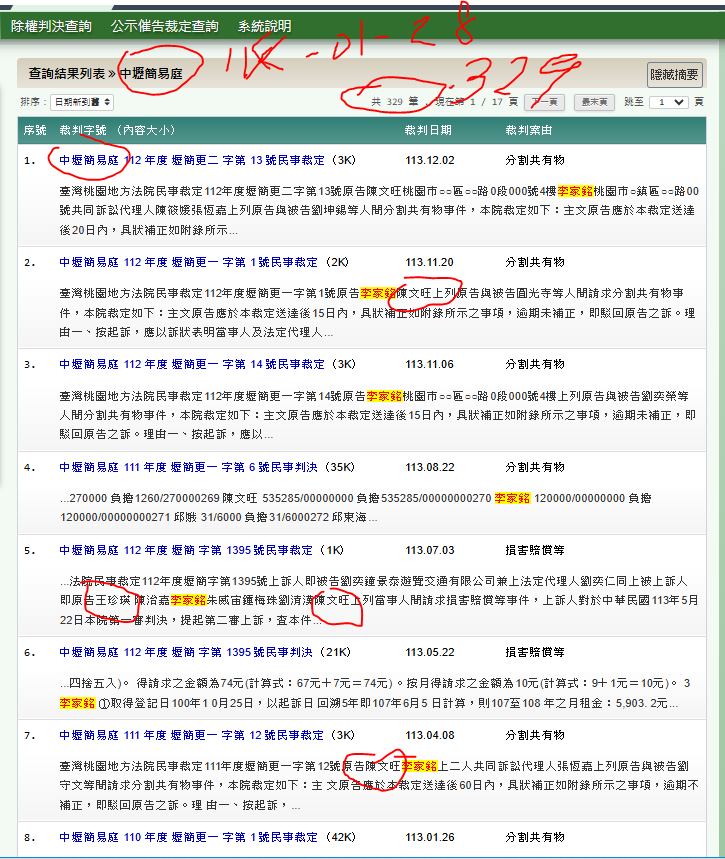 除權判決查詢 公示催告裁定查詢 系統說明
查詢結果列表 » 中壢簡易庭 隱藏摘要
-01-28
329
排序： 日期新到舊 共 329 筆 現在第 1 / 17 頁 下一頁 最末頁 跳至 1 頁
序號 裁判字號 （內容大小） 裁判日期 裁判案由
1. 中壢簡易庭 112 年度 壢簡更二 字第 13 號民事裁定（3K） 113.12.02 分割共有物
臺灣桃園地方法院民事裁定112年度壢簡更二字第13號原告陳文旺桃園市○○區○○路0段000號4樓李家銘桃園市○鎮區○○路00
號共同訴訟代理人陳筱嬡張恆嘉上列原告與被告劉坤錫等人間分割共有物事件，本院裁定如下：主文原告應於本裁定送達
後20日內，具狀補正如附錄所示...
2. 中壢簡易庭 112 年度 壢簡更一 字第 1 號民事裁定（2K） 113.11.20 分割共有物
臺灣桃園地方法院民事裁定112年度壢簡更一字第1號原告李家銘陳文旺上列原告與被告圓光寺等人間請求分割共有物事
件，本院裁定如下：主文原告應於本裁定送達後15日內，具狀補正如附錄所示之事項，逾期未補正，即駁回原告之訴。理
由一、按起訴，應以訴狀表明當事人及法定代理人...
3. 中壢簡易庭 112 年度 壢簡更一 字第 14 號民事裁定（3K） 113.11.06 分割共有物
臺灣桃園地方法院民事裁定112年度壢簡更一字第14號原告李家銘桃園市○○區○○路0段000號4樓上列原告與被告劉奕榮等
人間分割共有物事件，本院裁定如下：主文原告應於本裁定送達後15日內，具狀補正如附錄所示之事項，逾期未補正，即
駁回原告之訴。理由一、按起訴，應以...
4. 中壢簡易庭 111 年度 壢簡更一 字第 6 號民事判決（35K） 113.08.22 分割共有物
...270000 負擔1260/270000269 陳文旺 535285/00000000 負擔535285/00000000270 李家銘 120000/00000000 負擔
120000/00000000271 邱娥 31/6000 負擔31/6000272 邱東海...
5. 中壢簡易庭 112 年度 壢簡 字第 1395 號民事裁定（1K） 113.07.03 損害賠償等
...法院民事裁定112年度壢簡字第1395號上訴人即被告劉奕鐘景泰遊覽交通有限公司兼上法定代理人劉奕仁同上被上訴人
即原告王珍瑛陳治嘉李家銘朱威宙鍾梅珠劉清漢陳文旺上列當事人間請求損害賠償等事件，上訴人對於中華民國113年5月
22日本院第一審判決，提起第二審上訴，查本件...
6. 中壢簡易庭 112 年度 壢簡 字第 1395 號民事判決（21K） 113.05.22 損害賠償等
...四捨五入)。 得請求之金額為74元(計算式：67元＋7元＝74元)。按月得請求之金額為10元(計算式：9＋1元＝10元)。 3
李家銘 ①取得登記日100年1 0月25日，以起訴日 回溯5年即107年6月5 日計算，則107至108 年之月租金：5,903. 2元...
7. 中壢簡易庭 111 年度 壢簡更一 字第 12 號民事裁定（3K） 113.04.08 分割共有物
臺灣桃園地方法院民事裁定111年度壢簡更一字第12號原告陳文旺李家銘上二人共同訴訟代理人張恆嘉上列原告與被告劉
守文等間請求分割共有物事件，本院裁定如下：主 文原告應於本裁定送達後60日內，具狀補正如附錄所示之事項，逾期不
補正，即駁回原告之訴。理 由一、按起訴，...
8. 中壢簡易庭 110 年度 壢簡更一 字第 1 號民事判決（42K） 113.01.26 分割共有物